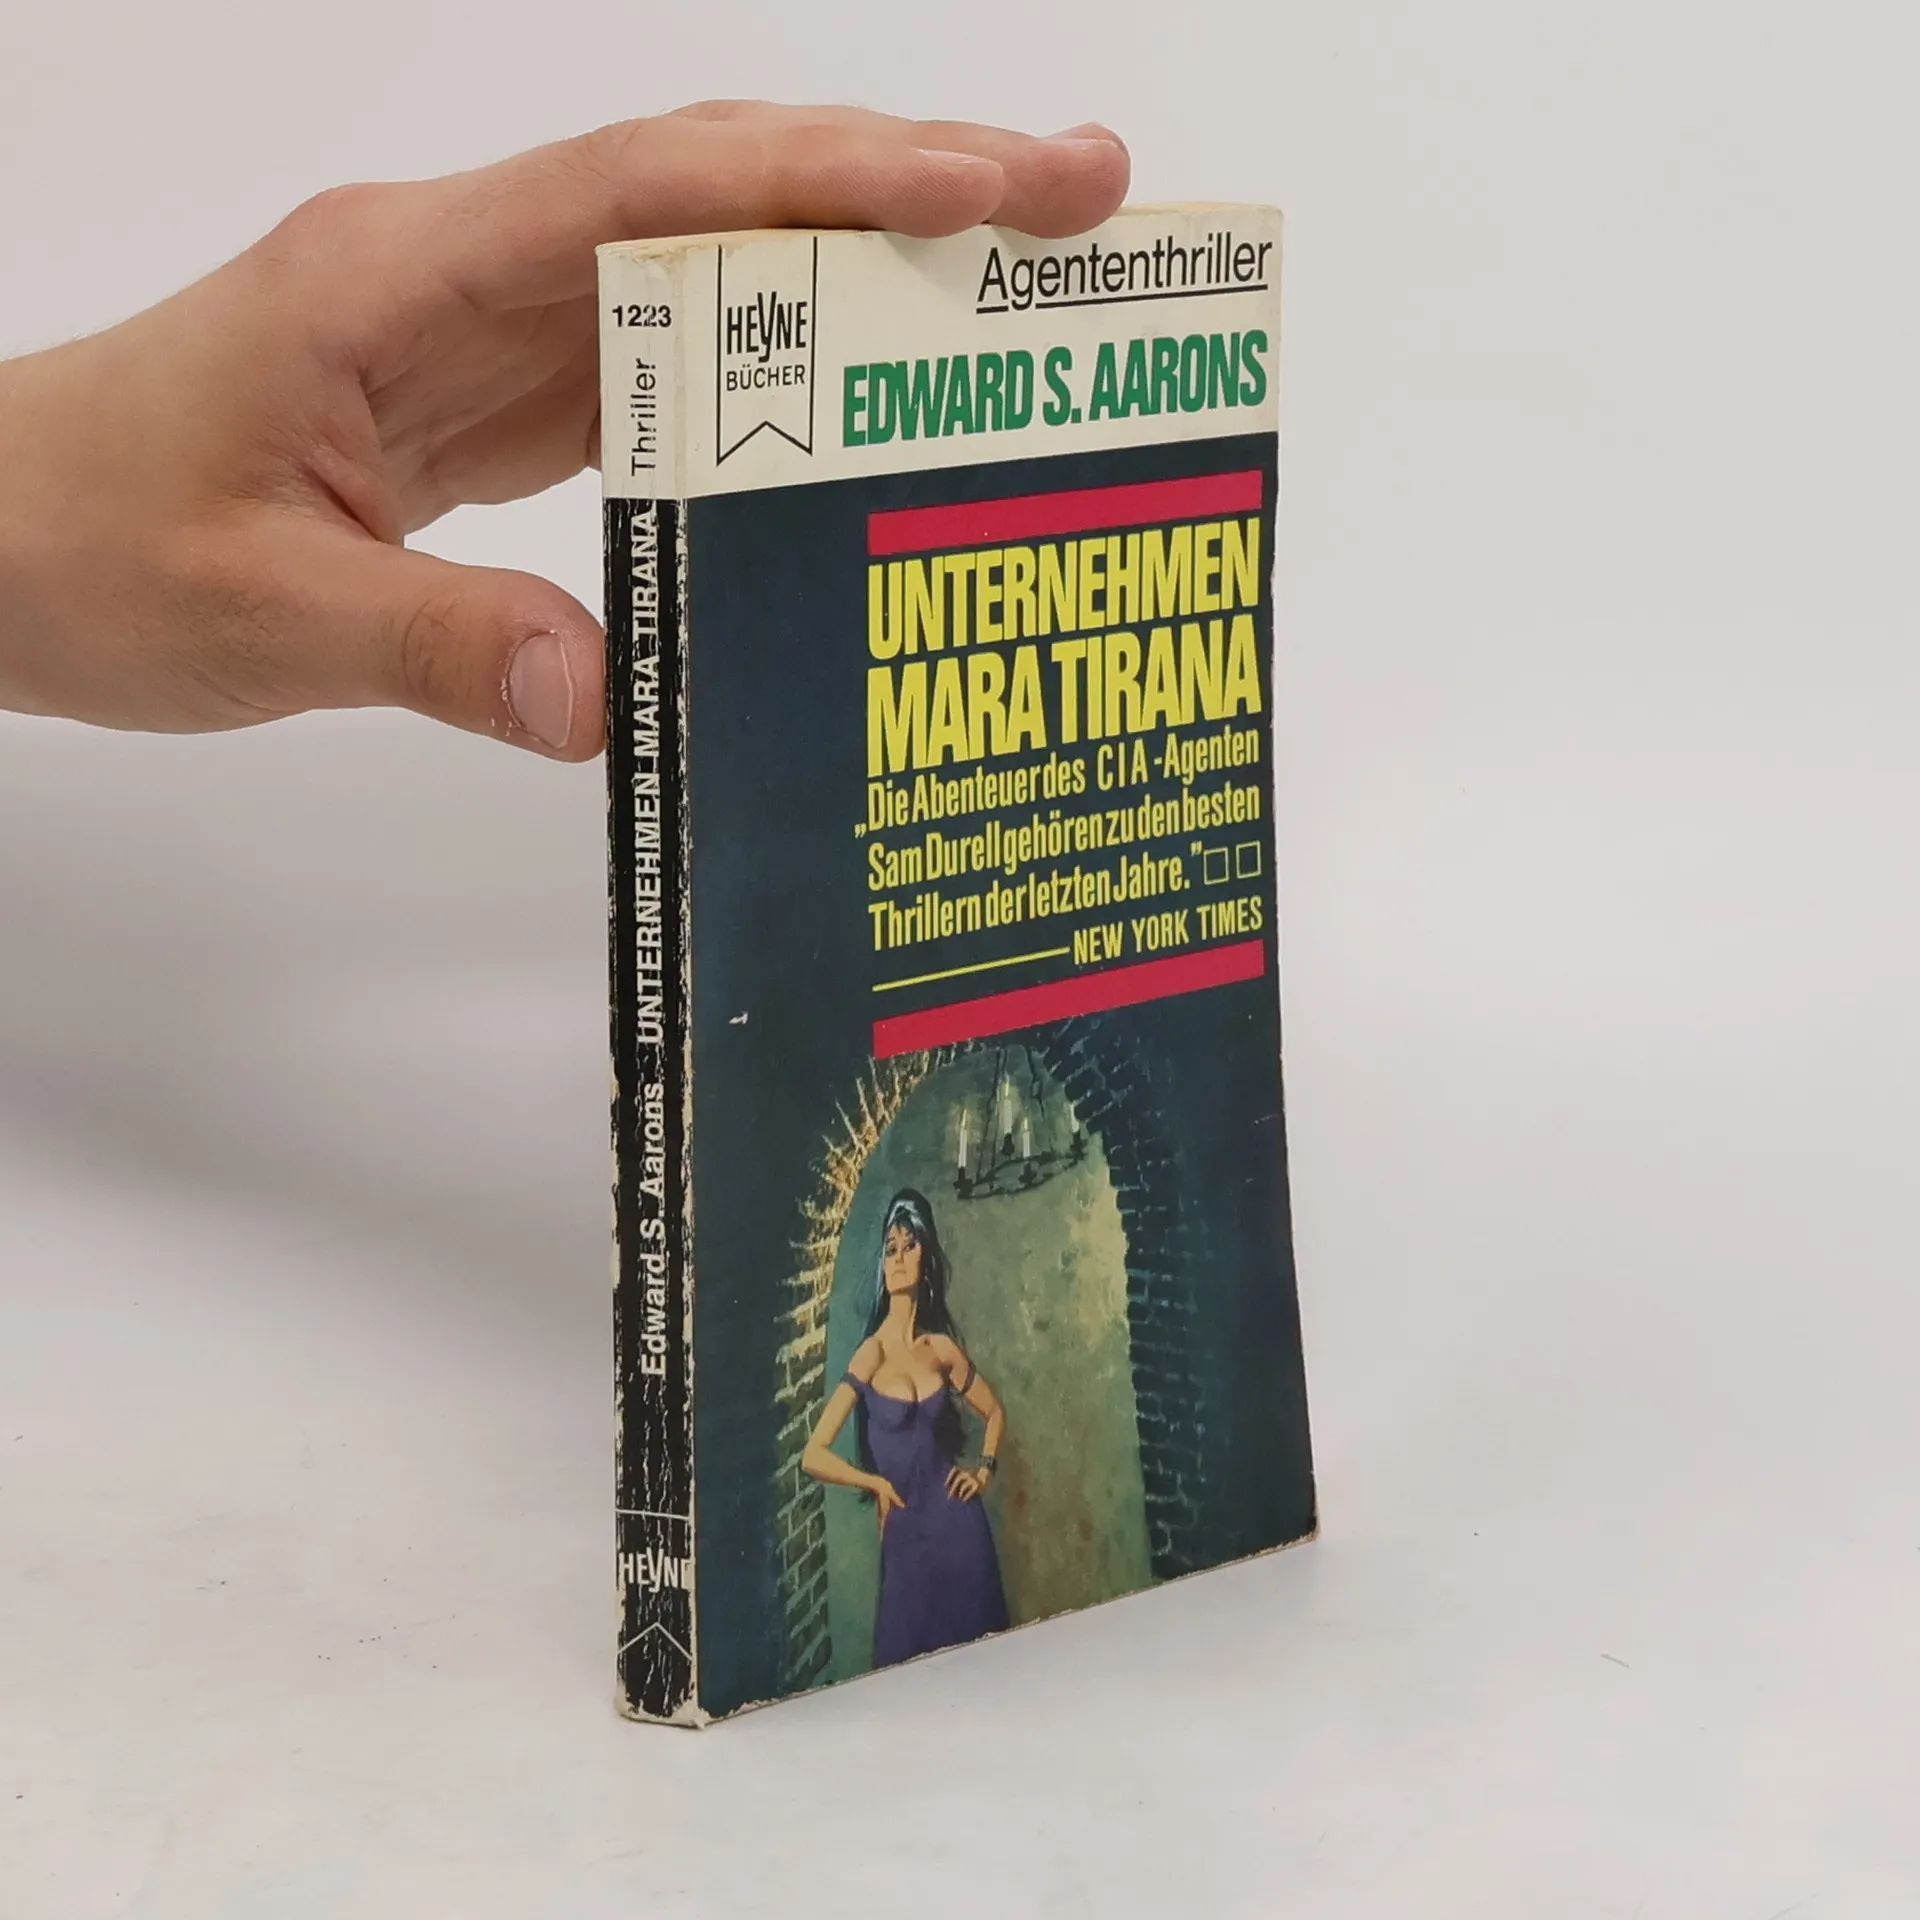 Agententhriller
HEYNE
BÜCHER
EDWARD S. AARONS
UNTERNEHMEN
MARA TIRANA
„Die Abenteuer des CIA-Agenten
Sam Durell gehören zu den besten
Thrillern der letzten Jahre.”
NEW YORK TIMES
1223
Thriller
Edward S. Aarons UNTERNEHMEN MARA TIRANA
HEYNE